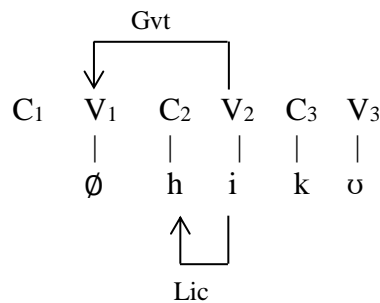 Gvt
C₁ V₁ C₂ V₂ C₃ V₃
∅ h i k ʊ
Lic